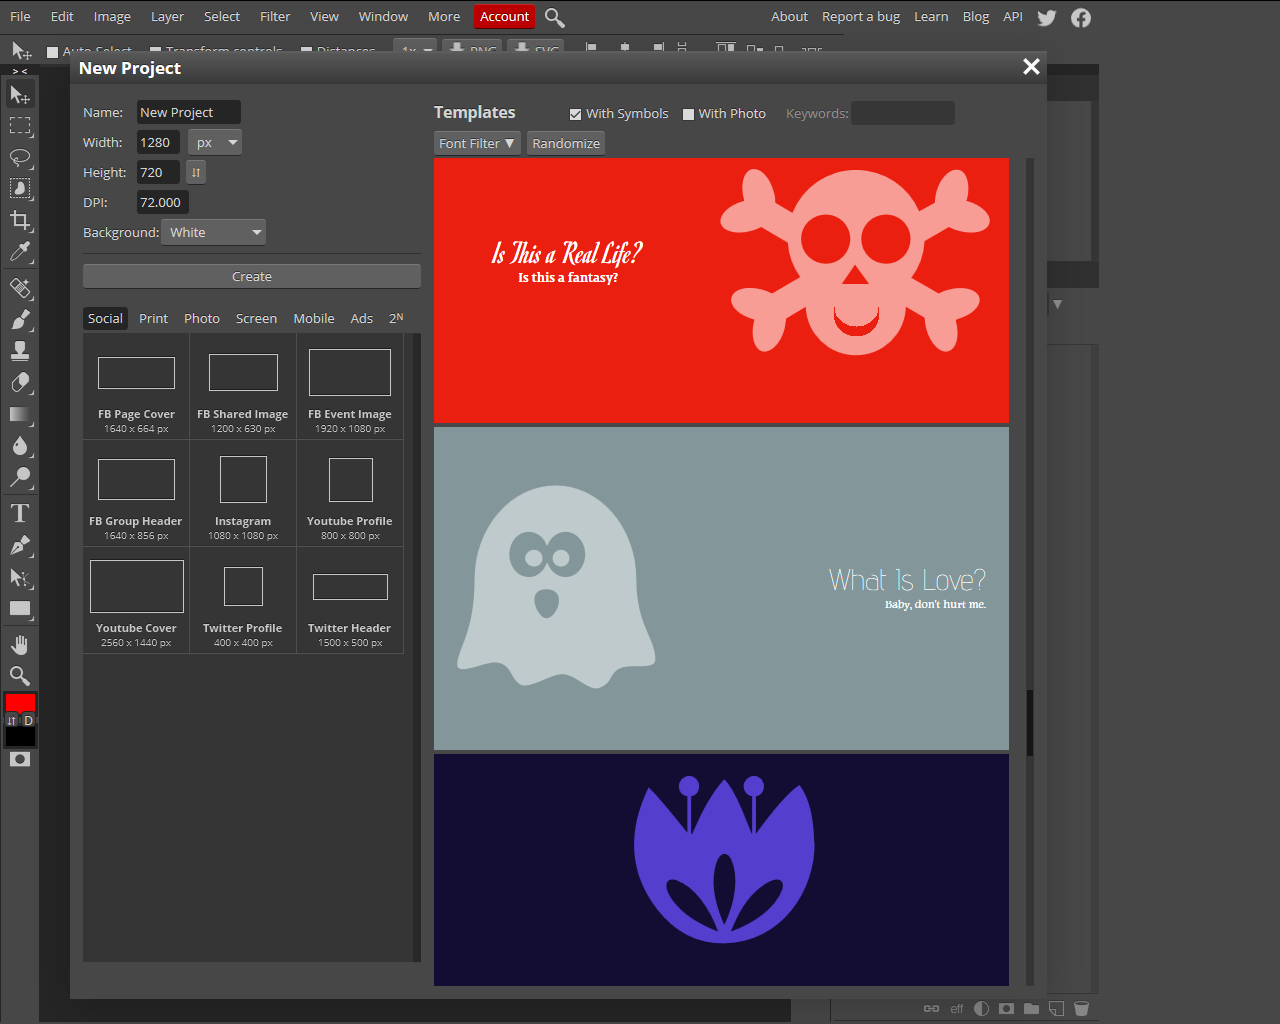 File Edit Image Layer Select Filter View Window More Account About Report a bug Learn Blog API
Auto-Select Transform controls Distances 1x PNG SVG
> <
New Project
Name: New Project
Width: 1280 px
Height: 720
DPI: 72.000
Background: White
Create
Social Print Photo Screen Mobile Ads 2N
FB Page Cover
1640 x 664 px
FB Shared Image
1200 x 630 px
FB Event Image
1920 x 1080 px
FB Group Header
1640 x 856 px
Instagram
1080 x 1080 px
Youtube Profile
800 x 800 px
Youtube Cover
2560 x 1440 px
Twitter Profile
400 x 400 px
Twitter Header
1500 x 500 px
Templates With Symbols With Photo Keywords:
Font Filter ▼ Randomize
Is This a Real Life?
Is this a fantasy?
What Is Love?
Baby, don't hurt me.
T
D
eff